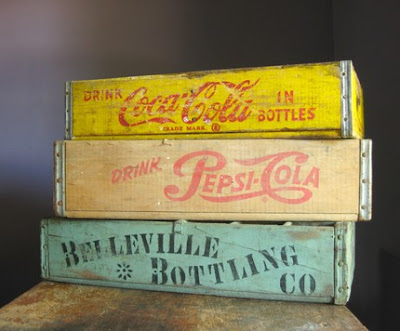 DRINK Coca-Cola IN BOTTLES
TRADE MARK ®
DRINK PEPSI-COLA
BELLEVILLE
BOTTLING CO